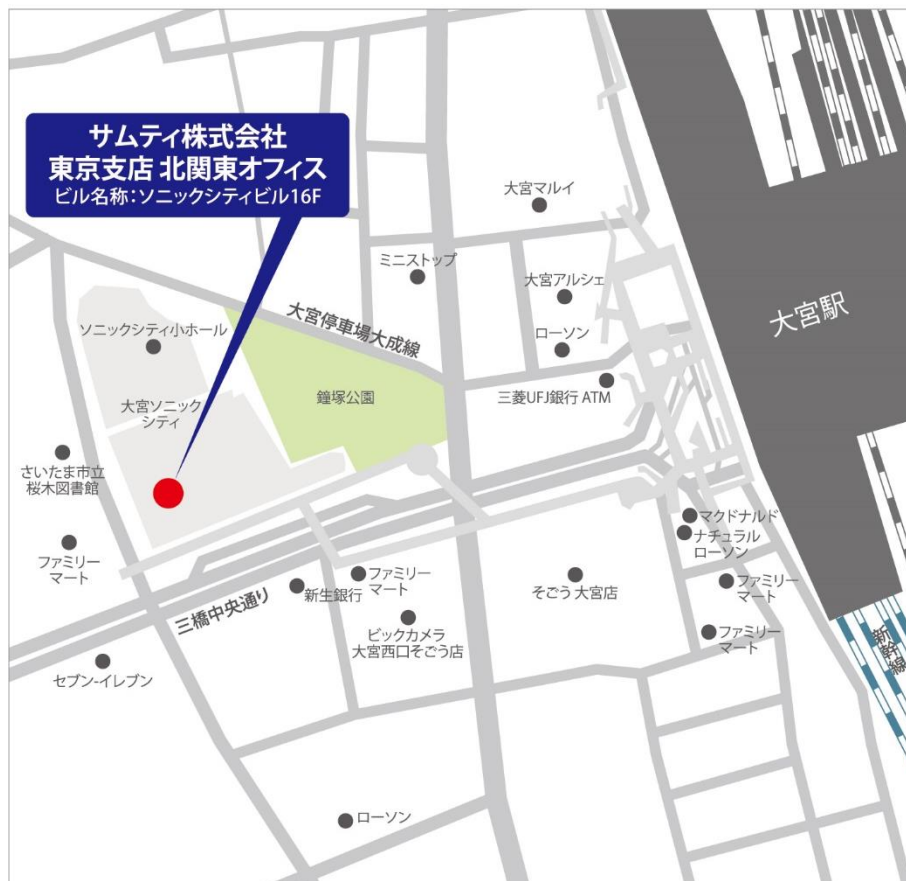 サムティ株式会社
東京支店 北関東オフィス
ビル名称:ソニックシティビル16F
大宮マルイ
ミニストップ
大宮アルシェ
ローソン
大宮駅
大宮停車場大成線
ソニックシティ小ホール
鐘塚公園
三菱UFJ銀行 ATM
大宮ソニック
シティ
さいたま市立
桜木図書館
マクドナルド
ナチュラル
ローソン
ファミリー
マート
三橋中央通り
新生銀行
ファミリー
マート
そごう 大宮店
ファミリー
マート
ビックカメラ
大宮西口そごう店
ファミリー
マート
新幹線
セブン-イレブン
ローソン